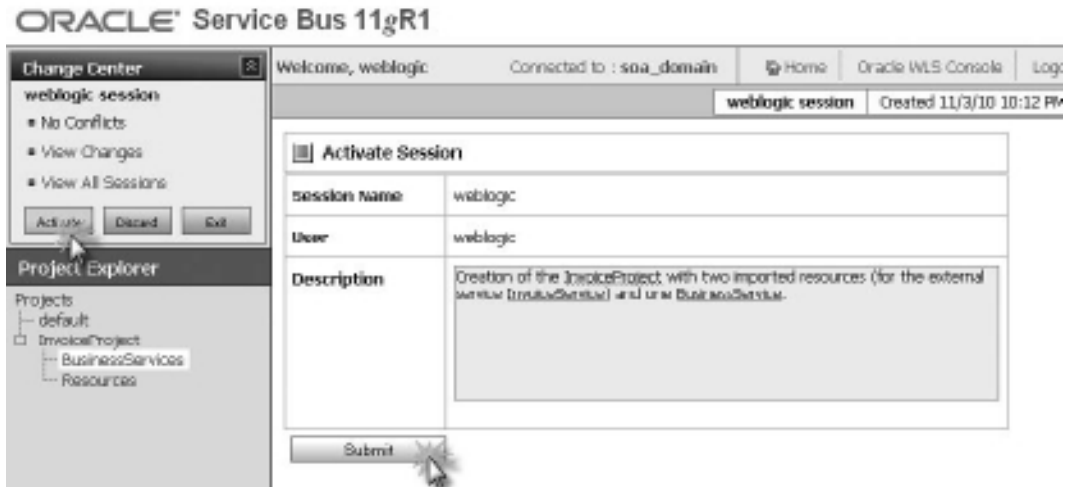 ORACLE® Service Bus 11gR1
Change Center
Welcome, weblogic
Connected to : soa_domain
Home
Oracle WLS Console
Logo
weblogic session
weblogic session
Created 11/3/10 10:12 PM
No Conflicts
View Changes
View All Sessions
Activate
Discard
Exit
Activate Session
Session Name
weblogic
User
weblogic
Description
Creation of the InvoiceProject with two imported resources (for the external
service InvoiceService) and one BusinessService.
Project Explorer
Projects
default
InvoiceProject
BusinessServices
Resources
Submit